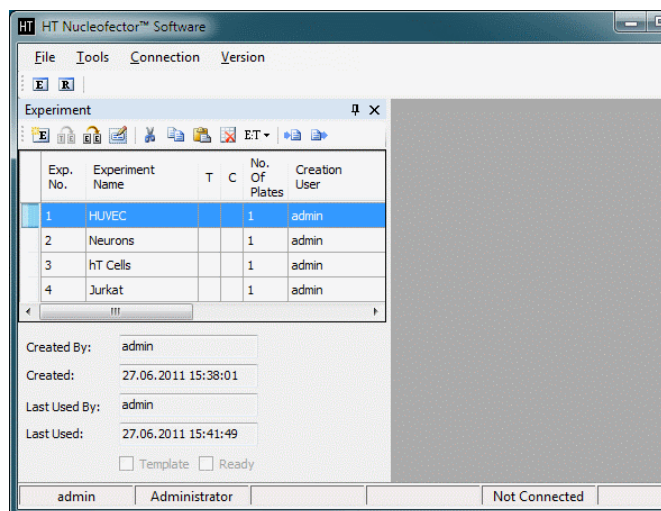 HT HT Nucleofector™ Software
File Tools Connection Version
E R
Experiment
E:T
Exp. No. Experiment Name T C No. Of Plates Creation User
1 HUVEC 1 admin
2 Neurons 1 admin
3 hT Cells 1 admin
4 Jurkat 1 admin
Created By: admin
Created: 27.06.2011 15:38:01
Last Used By: admin
Last Used: 27.06.2011 15:41:49
Template Ready
admin Administrator Not Connected